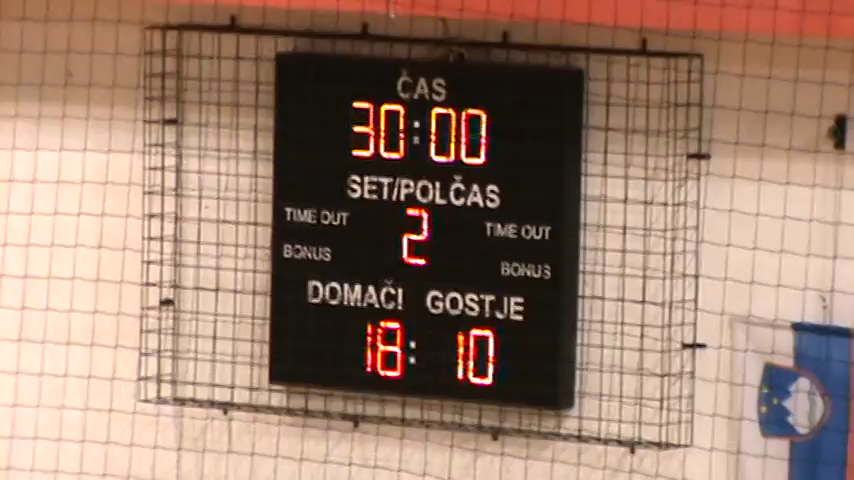 ČAS
30:00
SET/POLČAS
TIME OUT 2 TIME OUT
BONUS BONUS
DOMAČI GOSTJE
18: 10